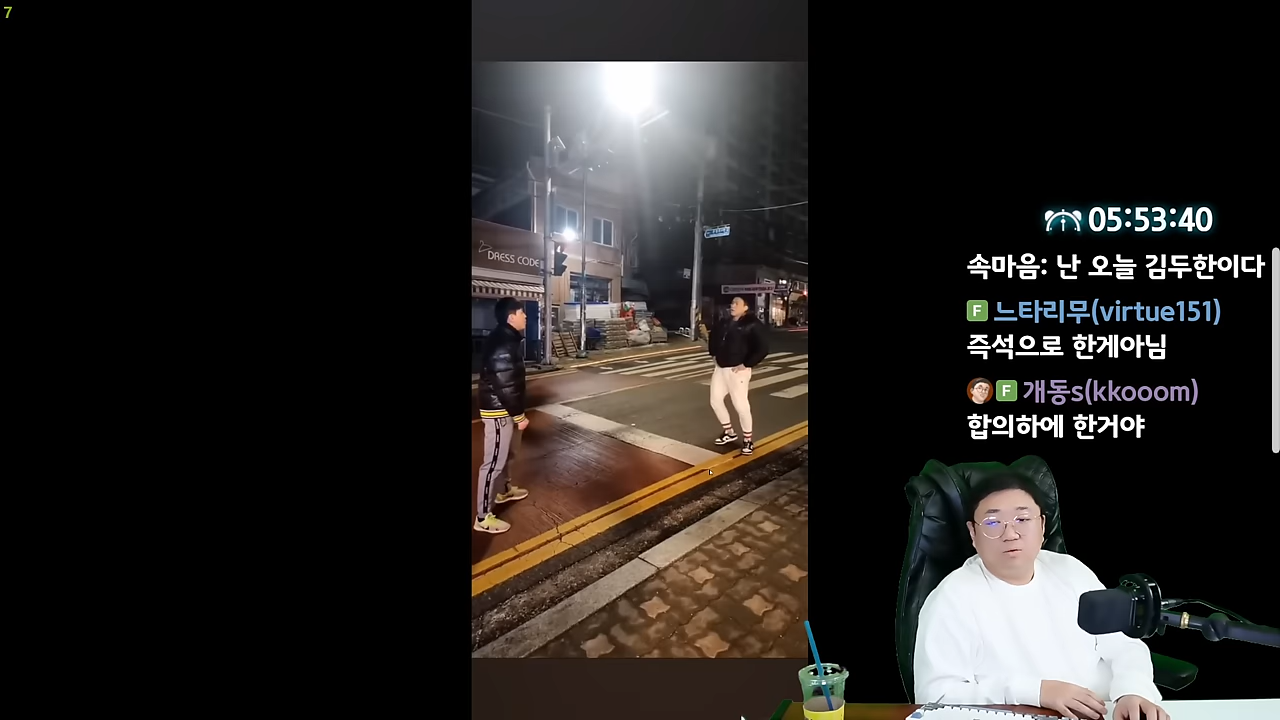 7
05:53:40
속마음: 난 오늘 김두한이다
F 느타리무(virtue151)
즉석으로 한게아님
F 개동s(kkooom)
합의하에 한거야
DRESS CODE